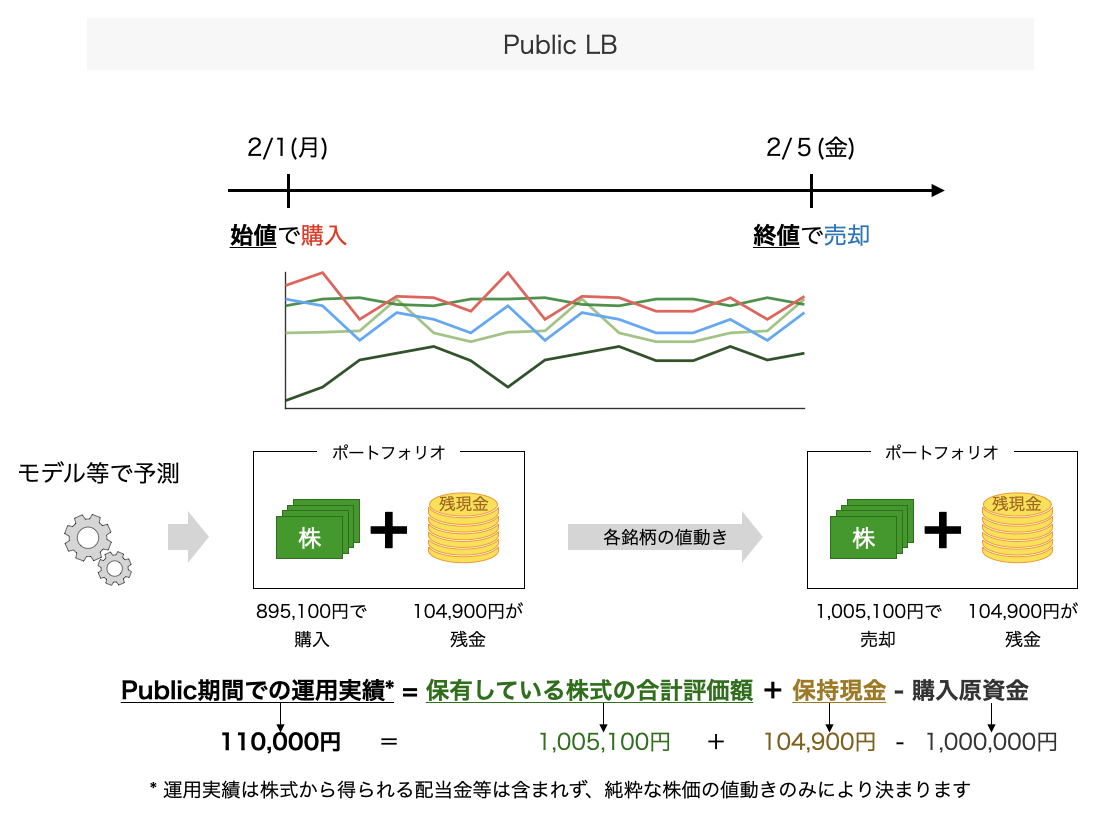 Public LB
2/1(月)
2/5(金)
始値で購入
終値で売却
モデル等で予測
ポートフォリオ
株
残現金
各銘柄の値動き
ポートフォリオ
株
残現金
895,100円で
購入
104,900円が
残金
1,005,100円で
売却
104,900円が
残金
Public期間での運用実績* = 保有している株式の合計評価額 + 保持現金 - 購入原資金
110,000円 = 1,005,100円 + 104,900円 - 1,000,000円
* 運用実績は株式から得られる配当金等は含まれず、純粋な株価の値動きのみにより決まります